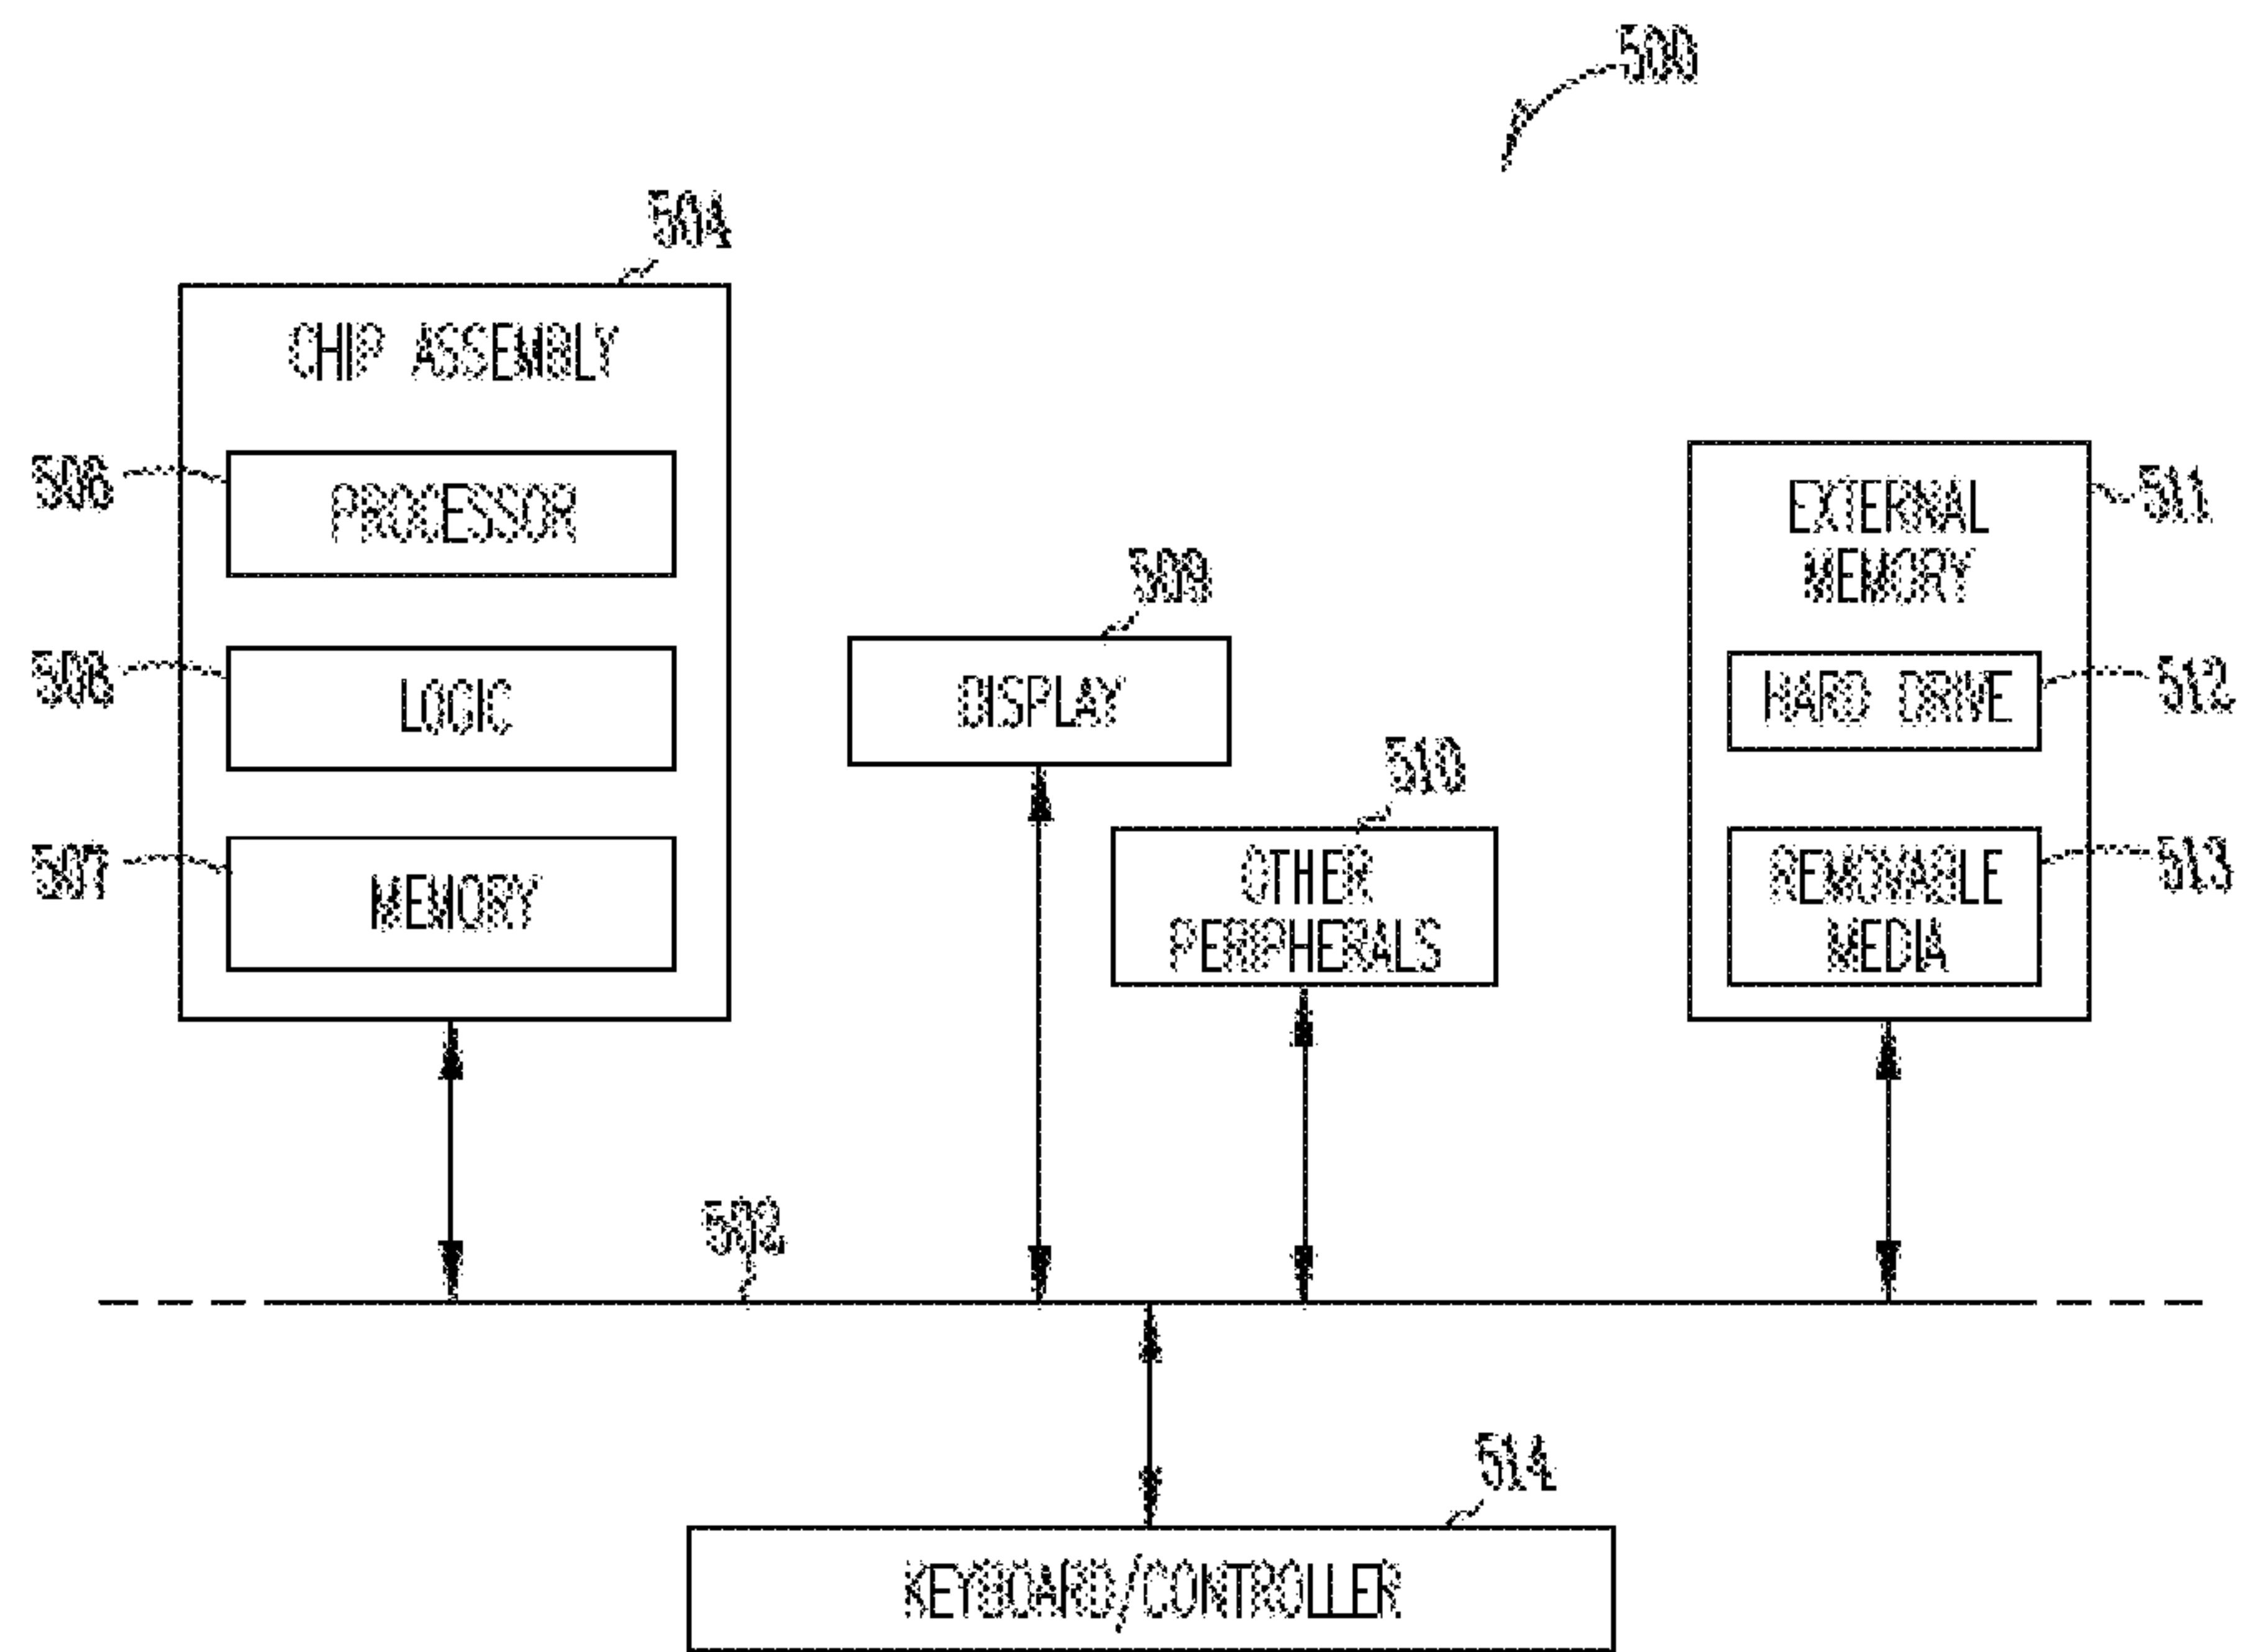 500
504
CHIP ASSEMBLY
506
PROCESSOR
508
LOGIC
507
MEMORY
509
DISPLAY
510
OTHER
PERIPHERALS
511
EXTERNAL
MEMORY
512
HARD DRIVE
513
REMOVABLE
MEDIA
502
514
KEYBOARD/CONTROLLER